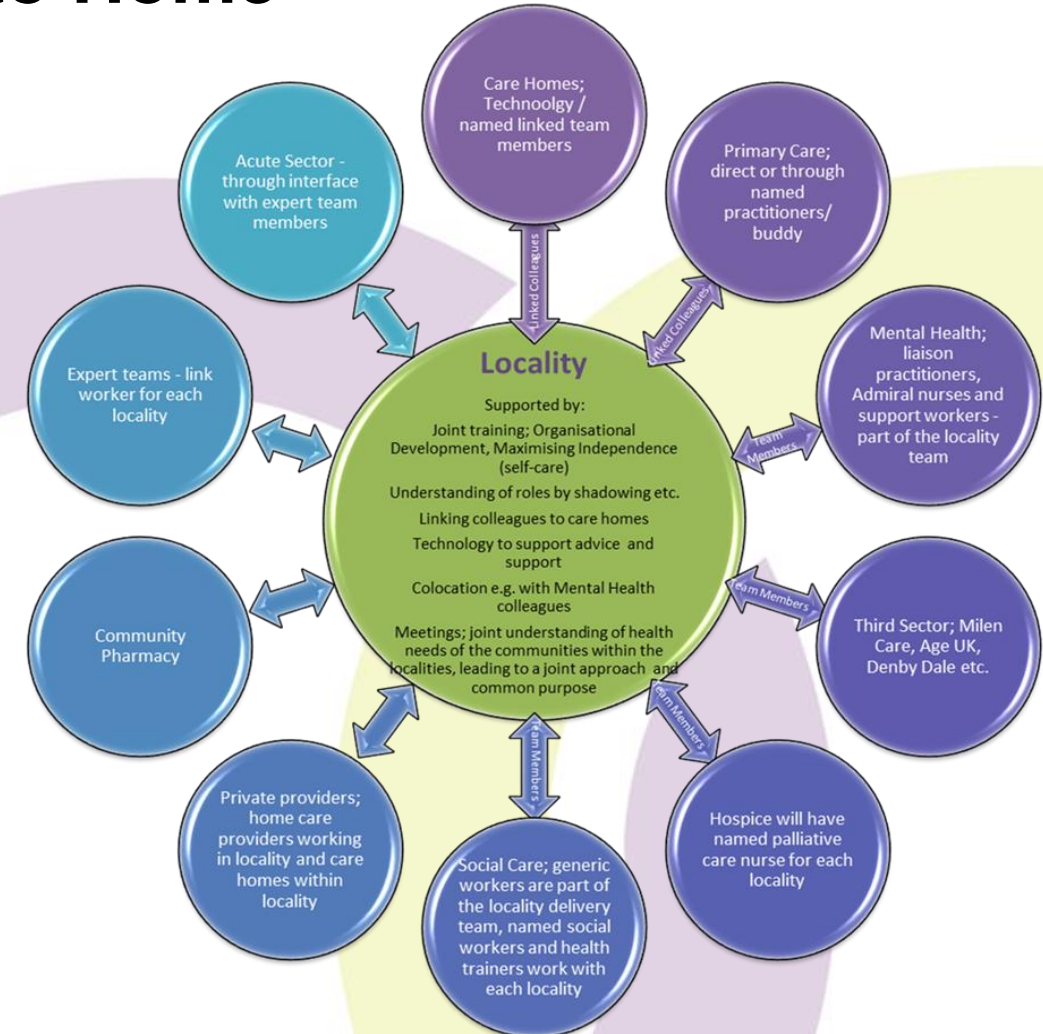 Home
Care Homes;
Technoolgy /
named linked team
members
Primary Care;
direct or through
named
practitioners/
buddy
Mental Health;
liaison
practitioners,
Admiral nurses and
support workers -
part of the locality
team
Third Sector; Milen
Care, Age UK,
Denby Dale etc.
Hospice will have
named palliative
care nurse for each
locality
Social Care; generic
workers are part of
the locality delivery
team, named social
workers and health
trainers work with
each locality
Private providers;
home care
providers working
in locality and care
homes within
locality
Community
Pharmacy
Expert teams - link
worker for each
locality
Acute Sector -
through interface
with expert team
members
Linked Colleagues
inked Colleagues
Team
Members
eam Members
eam Members
eam Members
Locality
Supported by:
Joint training; Organisational
Development, Maximising Independence
(self-care)
Understanding of roles by shadowing etc.
Linking colleagues to care homes
Technology to support advice and
support
Colocation e.g. with Mental Health
colleagues
Meetings; joint understanding of health
needs of the communities within the
localities, leading to a joint approach and
common purpose